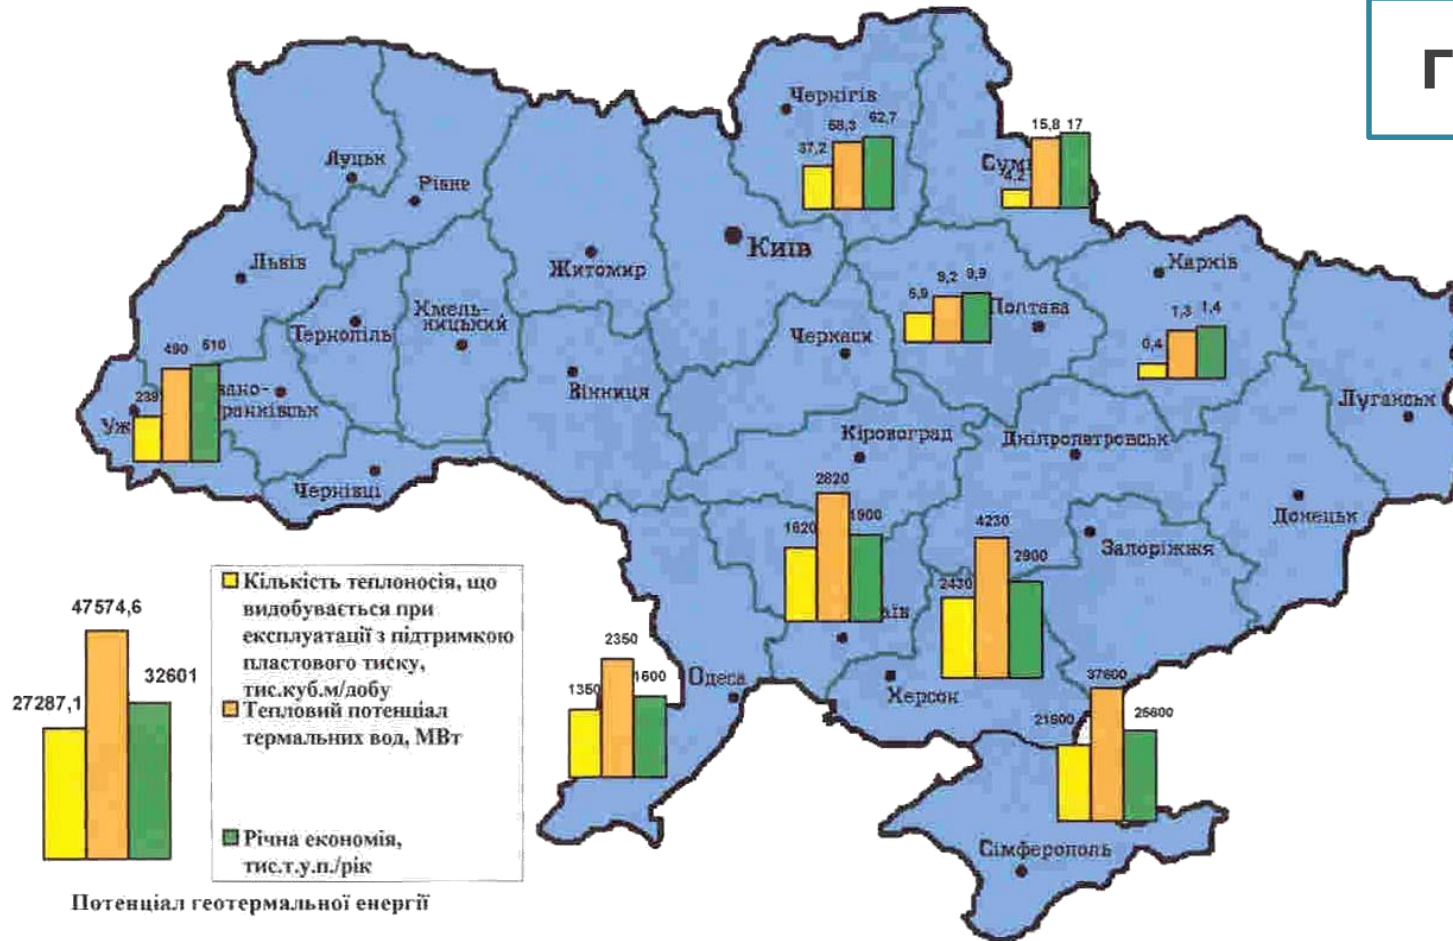 Г
Чернігів
37,2
68,3
62,7
4,2
15,8
17
Луцьк
Рівне
Київ
Житомир
Львів
Харків
Хмель-
ницький
Тернопіль
6,9
9,2
9,9
Полтава
Черкаси
0,4
1,3
1,4
239
490
510
Вінниця
Луганськ
Кіровоград
Дніпропетровськ
Чернівці
Донецьк
Запоріжжя
1620
2820
1900
2430
4230
2900
1350
2350
1600
Одеса
Херсон
21600
37600
25600
Сімферополь
27287,1
47574,6
32601
Кількість теплоносія, що
видобувається при
експлуатації з підтримкою
пластового тиску,
тис.куб.м/добу
Тепловий потенціал
термальних вод, МВт
Річна економія,
тис.т.у.п./рік
Потенціал геотермальної енергії